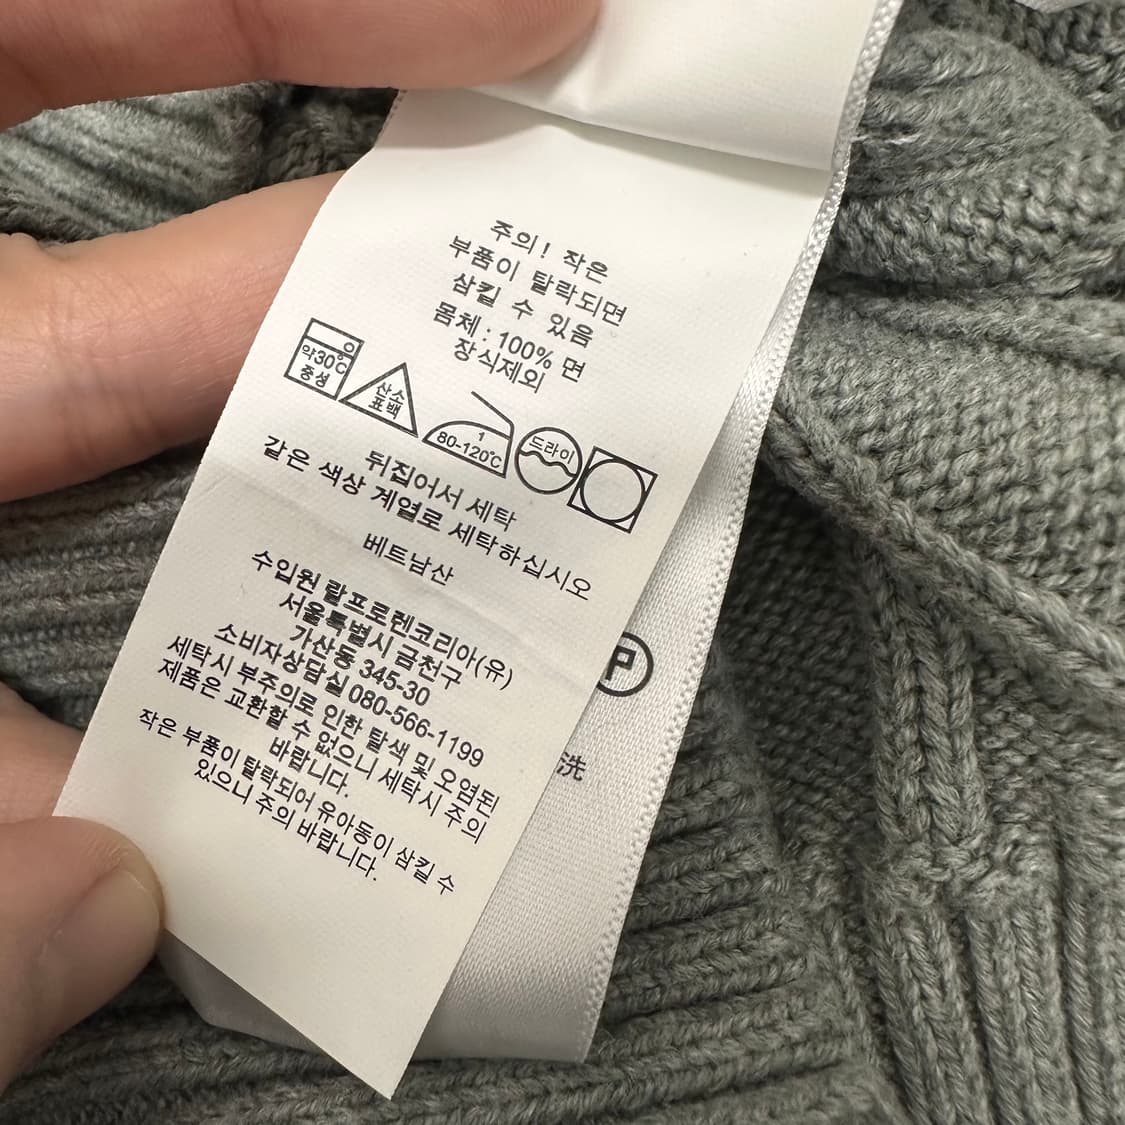 주의! 작은
부품이 탈락되면
삼킬 수 있음
몸체 : 100% 면
장식제외
약30℃
중성
산소
표백
1
80-120℃
드라이
뒤집어서 세탁
같은 색상 계열로 세탁하십시오
베트남산
수입원 랄프로렌코리아(유)
서울특별시 금천구
가산동 345-30
소비자상담실 080-566-1199
세탁시 부주의로 인한 탈색 및 오염된
제품은 교환할 수 없으니 세탁시 주의
바랍니다.
작은 부품이 탈락되어 유아동이 삼킬 수
있으니 주의 바랍니다.
P
洗